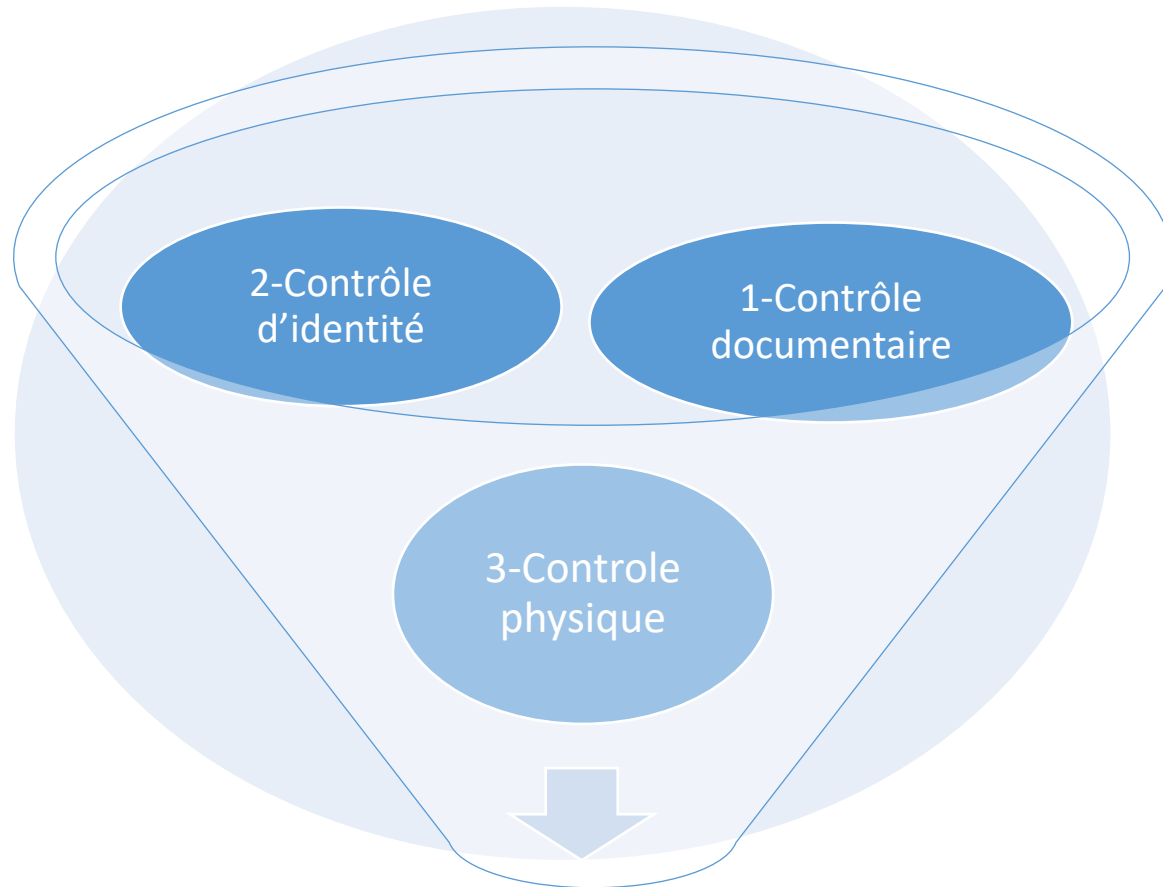 2-Contrôle
d’identité
1-Contrôle
documentaire
3-Controle
physique